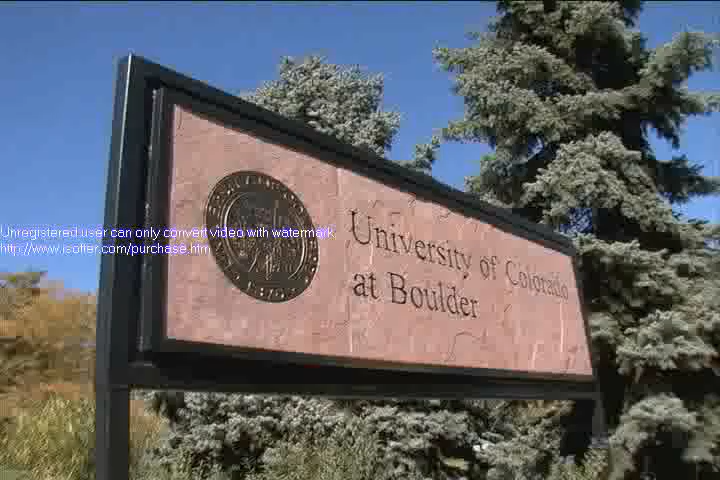 Unregistered user can only convert video with watermark.
http://www.isofter.com/purchase.htm
University of Colorado
at Boulder
1876